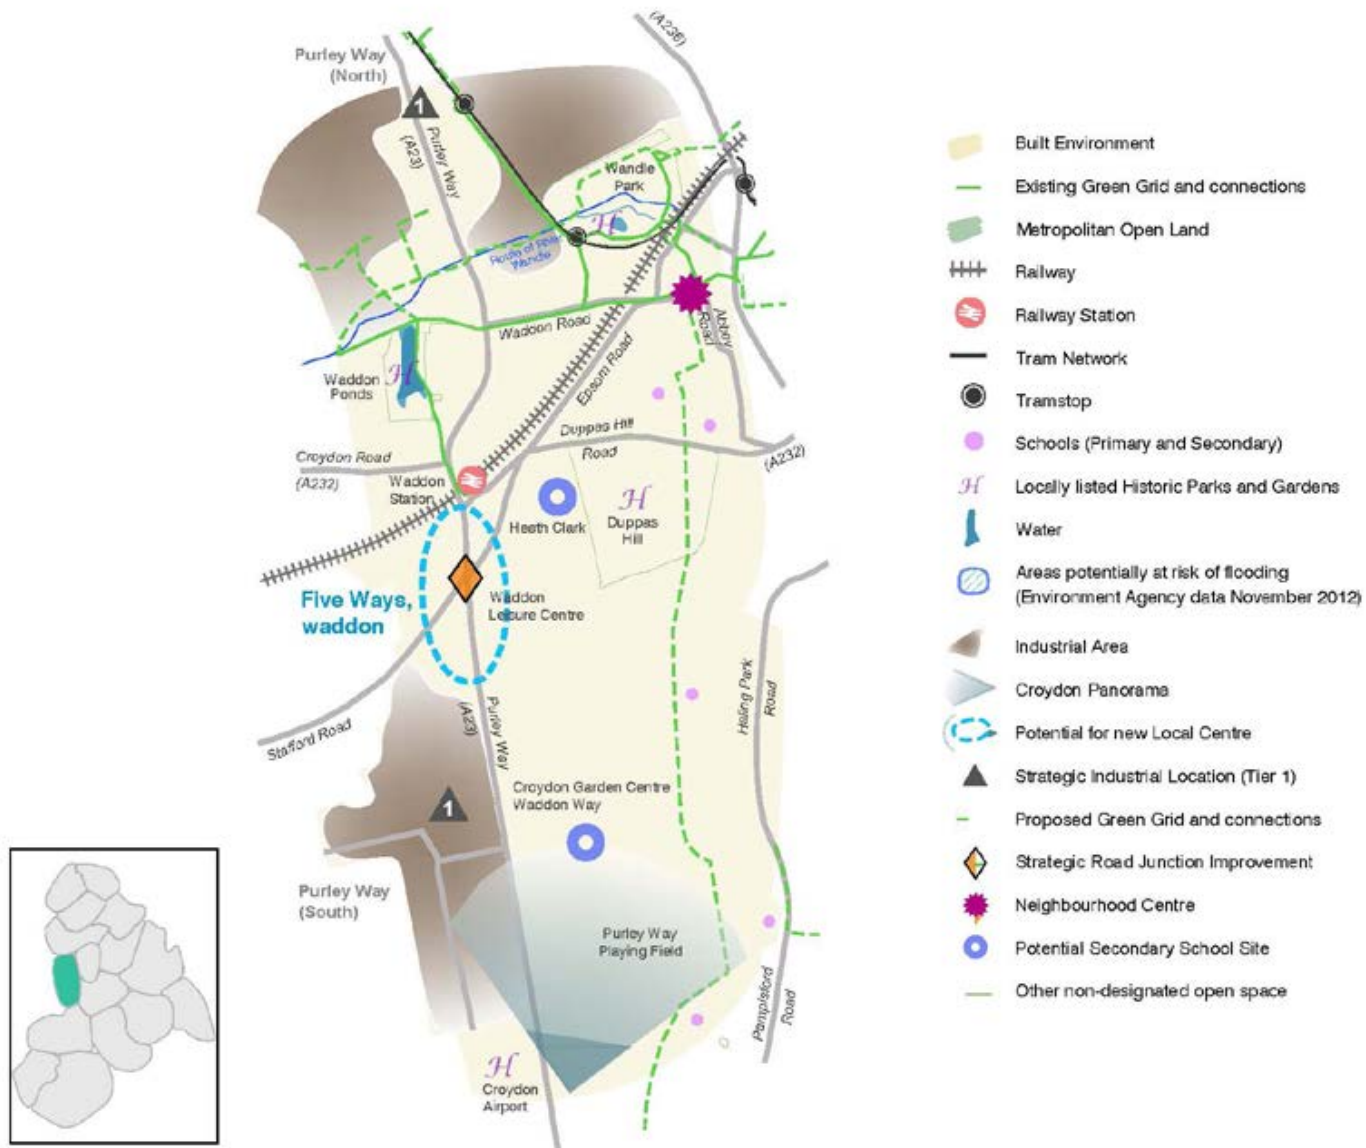 (A236)
Purley Way
(North)
1
Purley Way
(A23)
Wandle
Park
H
Route of River
Wandle
Waddon Road
Abbey
Road
Epsom Road
Waddon
Ponds
H
Duppas Hill
Road
(A232)
Croydon Road
(A232)
Waddon
Station
Heath Clark
H
Duppas
Hill
Five Ways,
waddon
Waddon
Leisure Centre
Stafford Road
(A23)
Purley Way
Haling Park
Road
1
Croydon Garden Centre
Waddon Way
Purley Way
(South)
Purley Way
Playing Field
Pampisford
Road
H
Croydon
Airport
Built Environment
Existing Green Grid and connections
Metropolitan Open Land
Railway
Railway Station
Tram Network
Tramstop
Schools (Primary and Secondary)
H Locally listed Historic Parks and Gardens
Water
Areas potentially at risk of flooding
(Environment Agency data November 2012)
Industrial Area
Croydon Panorama
Potential for new Local Centre
Strategic Industrial Location (Tier 1)
Proposed Green Grid and connections
Strategic Road Junction Improvement
Neighbourhood Centre
Potential Secondary School Site
Other non-designated open space